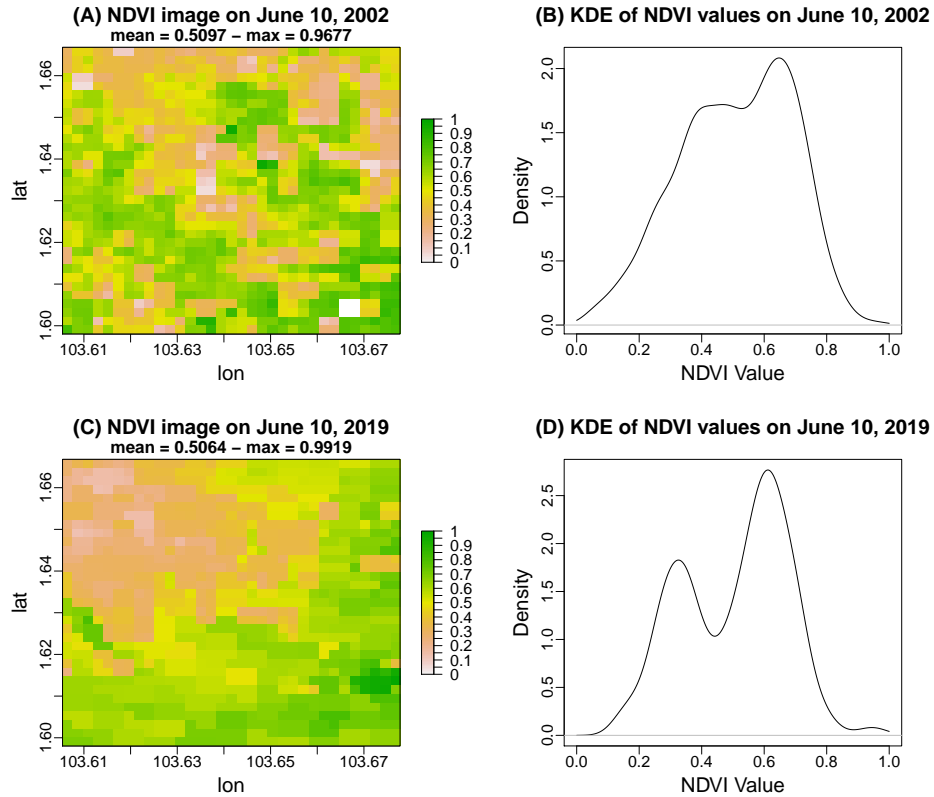 (A) NDVI image on June 10, 2002
mean = 0.5097 − max = 0.9677
lat
1.66
1.64
1.62
1.60
103.61 103.63 103.65 103.67
lon
1
0.9
0.8
0.7
0.6
0.5
0.4
0.3
0.2
0.1
0
(B) KDE of NDVI values on June 10, 2002
Density
2.0
1.5
1.0
0.5
0.0
0.0 0.2 0.4 0.6 0.8 1.0
NDVI Value
(C) NDVI image on June 10, 2019
mean = 0.5064 − max = 0.9919
lat
1.66
1.64
1.62
1.60
103.61 103.63 103.65 103.67
lon
1
0.9
0.8
0.7
0.6
0.5
0.4
0.3
0.2
0.1
0
(D) KDE of NDVI values on June 10, 2019
Density
2.5
2.0
1.5
1.0
0.5
0.0
0.0 0.2 0.4 0.6 0.8 1.0
NDVI Value